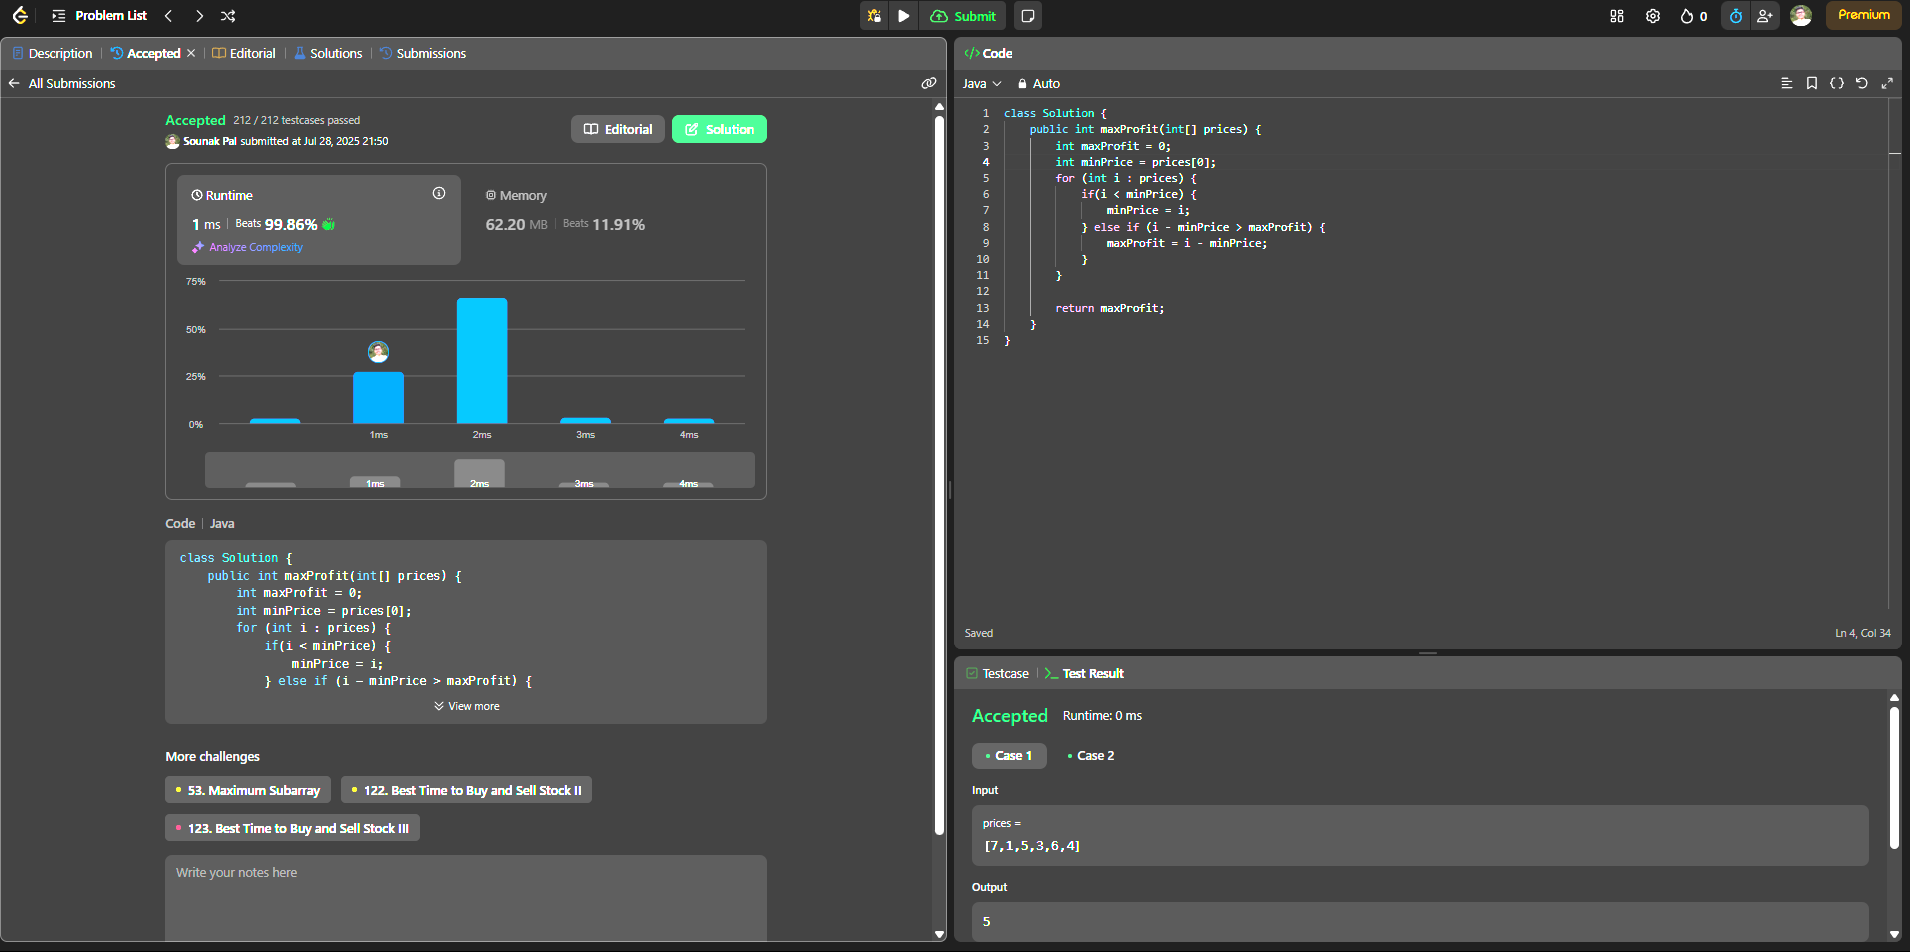 Problem List
Submit
0
Premium
Description
Accepted
Editorial
Solutions
Submissions
All Submissions
Accepted 212 / 212 testcases passed
Sounak Pal submitted at Jul 28, 2025 21:50
Editorial
Solution
Runtime
1 ms Beats 99.86%
Analyze Complexity
Memory
62.20 MB Beats 11.91%
75%
50%
25%
0%
1ms 2ms 3ms 4ms
1ms 2ms 3ms 4ms
Code Java
class Solution {
public int maxProfit(int[] prices) {
int maxProfit = 0;
int minPrice = prices[0];
for (int i : prices) {
if(i < minPrice) {
minPrice = i;
} else if (i - minPrice > maxProfit) {
View more
More challenges
53. Maximum Subarray
122. Best Time to Buy and Sell Stock II
123. Best Time to Buy and Sell Stock III
Write your notes here
</> Code
Java Auto
1 class Solution {
2 public int maxProfit(int[] prices) {
3 int maxProfit = 0;
4 int minPrice = prices[0];
5 for (int i : prices) {
6 if(i < minPrice) {
7 minPrice = i;
8 } else if (i - minPrice > maxProfit) {
9 maxProfit = i - minPrice;
10 }
11 }
12
13 return maxProfit;
14 }
15 }
Saved
Ln 4, Col 34
Testcase
Test Result
Accepted Runtime: 0 ms
Case 1
Case 2
Input
prices =
[7,1,5,3,6,4]
Output
5